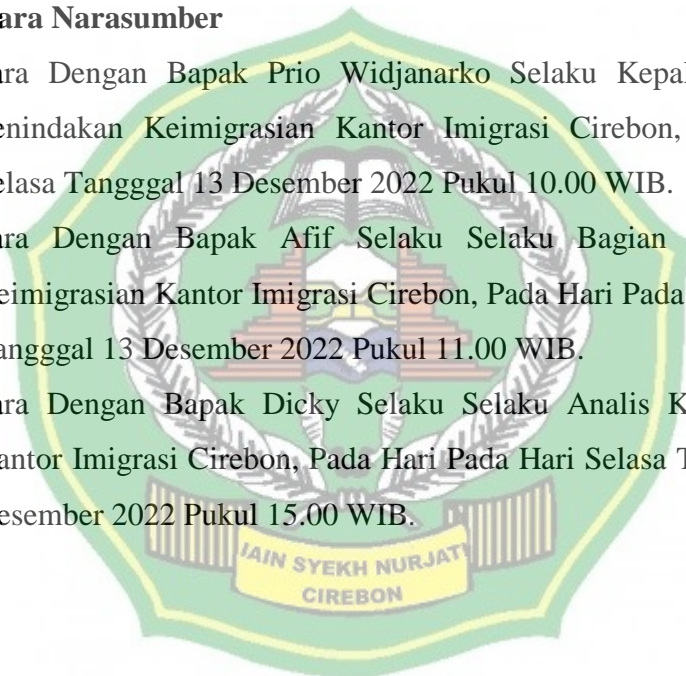 ara Narasumber
ara Dengan Bapak Prio Widjanarko Selaku Kepal
enindakan Keimigrasian Kantor Imigrasi Cirebon,
elasa Tangggal 13 Desember 2022 Pukul 10.00 WIB.
ara Dengan Bapak Afif Selaku Selaku Bagian
eimigrasian Kantor Imigrasi Cirebon, Pada Hari Pada
angggal 13 Desember 2022 Pukul 11.00 WIB.
ara Dengan Bapak Dicky Selaku Selaku Analis K
antor Imigrasi Cirebon, Pada Hari Pada Hari Selasa T
esember 2022 Pukul 15.00 WIB.
IAIN SYEKH NURJATI
CIREBON